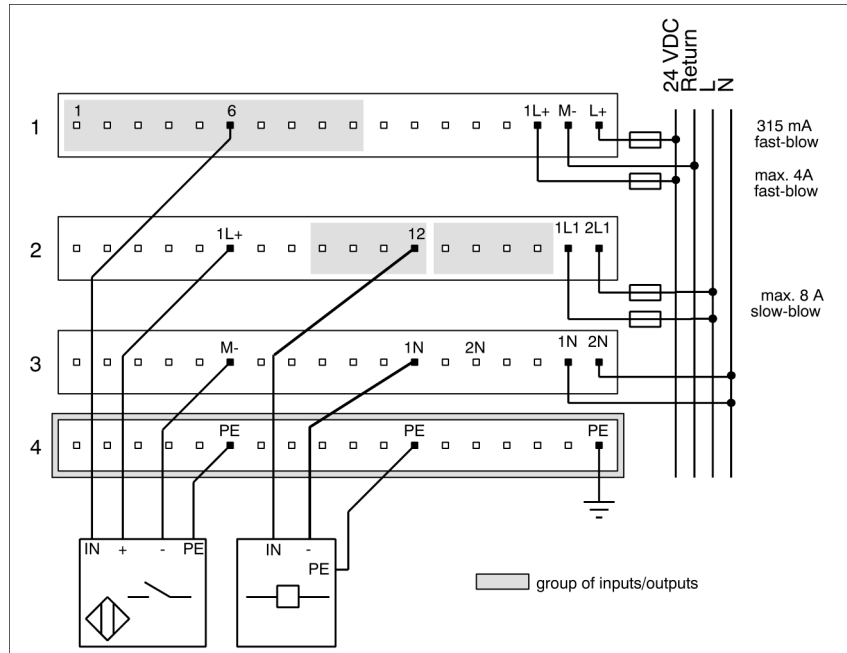 24 VDC
Return
L
N
1
1 6 1L+ M- L+
315 mA
fast-blow
max. 4A
fast-blow
2
1L+ 12 1L1 2L1
max. 8 A
slow-blow
3
M- 1N 2N 1N 2N
4
PE PE PE
IN + - PE
IN -
PE
group of inputs/outputs